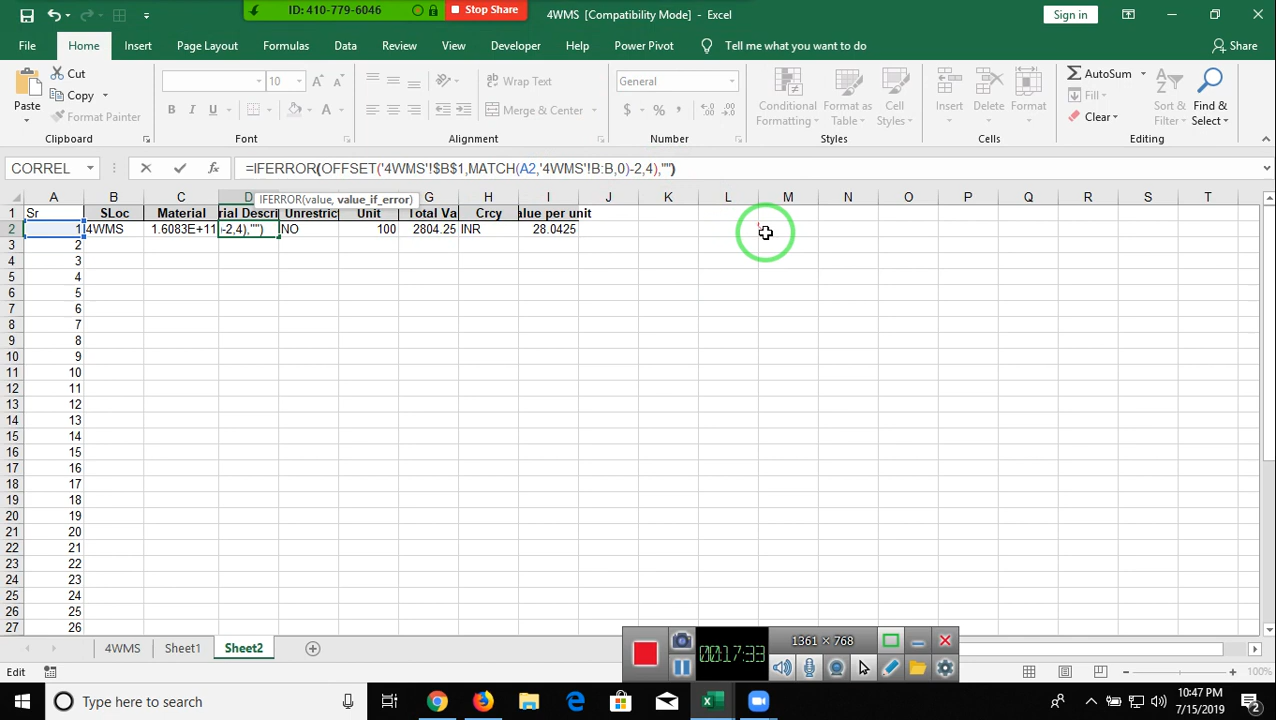 ID: 410-779-6046
Stop Share
4WMS [Compatibility Mode] - Excel
Sign in
File
Home
Insert
Page Layout
Formulas
Data
Review
View
Developer
Help
Power Pivot
Tell me what you want to do
Share
Paste
Cut
Copy
Format Painter
Clipboard
10
B I U
Font
Wrap Text
Merge & Center
Alignment
General
$ % ,
Number
Conditional Formatting
Format as Table
Cell Styles
Styles
Insert
Delete
Format
Cells
AutoSum
Fill
Clear
Sort & Filter
Find & Select
Editing
CORREL
fx
=IFERROR(OFFSET('4WMS'!$B$1,MATCH(A2,'4WMS'!B:B,0)-2,4),"")
IFERROR(value, value_if_error)
A B C D G H I J K L M N O P Q R S T
1 Sr SLoc Material rial Descri Unrestric Unit Total Va Crcy alue per unit
2 1 4WMS 1.6083E+11 -2,4),"") NO 100 2804.25 INR 28.0425
3 2
4 3
5 4
6 5
7 6
8 7
9 8
10 9
11 10
12 11
13 12
14 13
15 14
16 15
17 16
18 17
19 18
20 19
21 20
22 21
23 22
24 23
25 24
26 25
27 26
4WMS
Sheet1
Sheet2
1361 × 768
00:17:33
Edit
100%
Type here to search
10:47 PM
7/15/2019
2